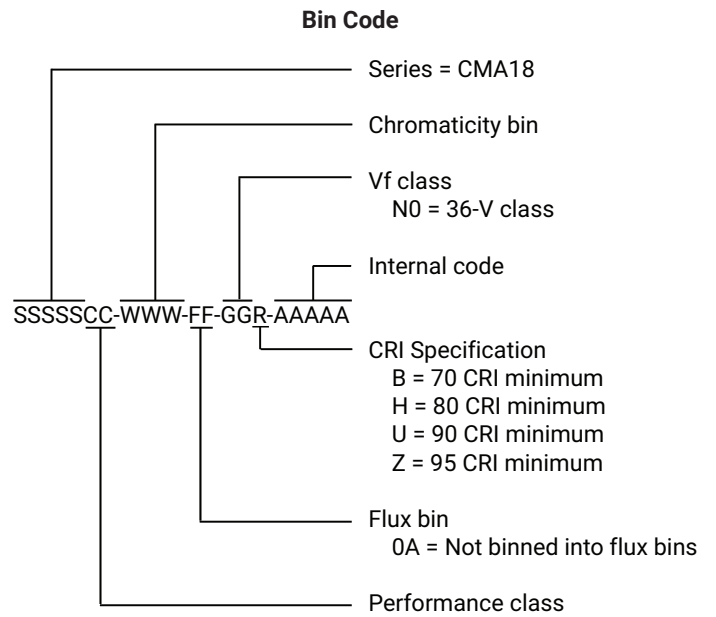 Bin Code
Series = CMA18
Chromaticity bin
Vf class
N0 = 36-V class
Internal code
SSSSSCC-WWW-FF-GGR-AAAAA
CRI Specification
B = 70 CRI minimum
H = 80 CRI minimum
U = 90 CRI minimum
Z = 95 CRI minimum
Flux bin
0A = Not binned into flux bins
Performance class